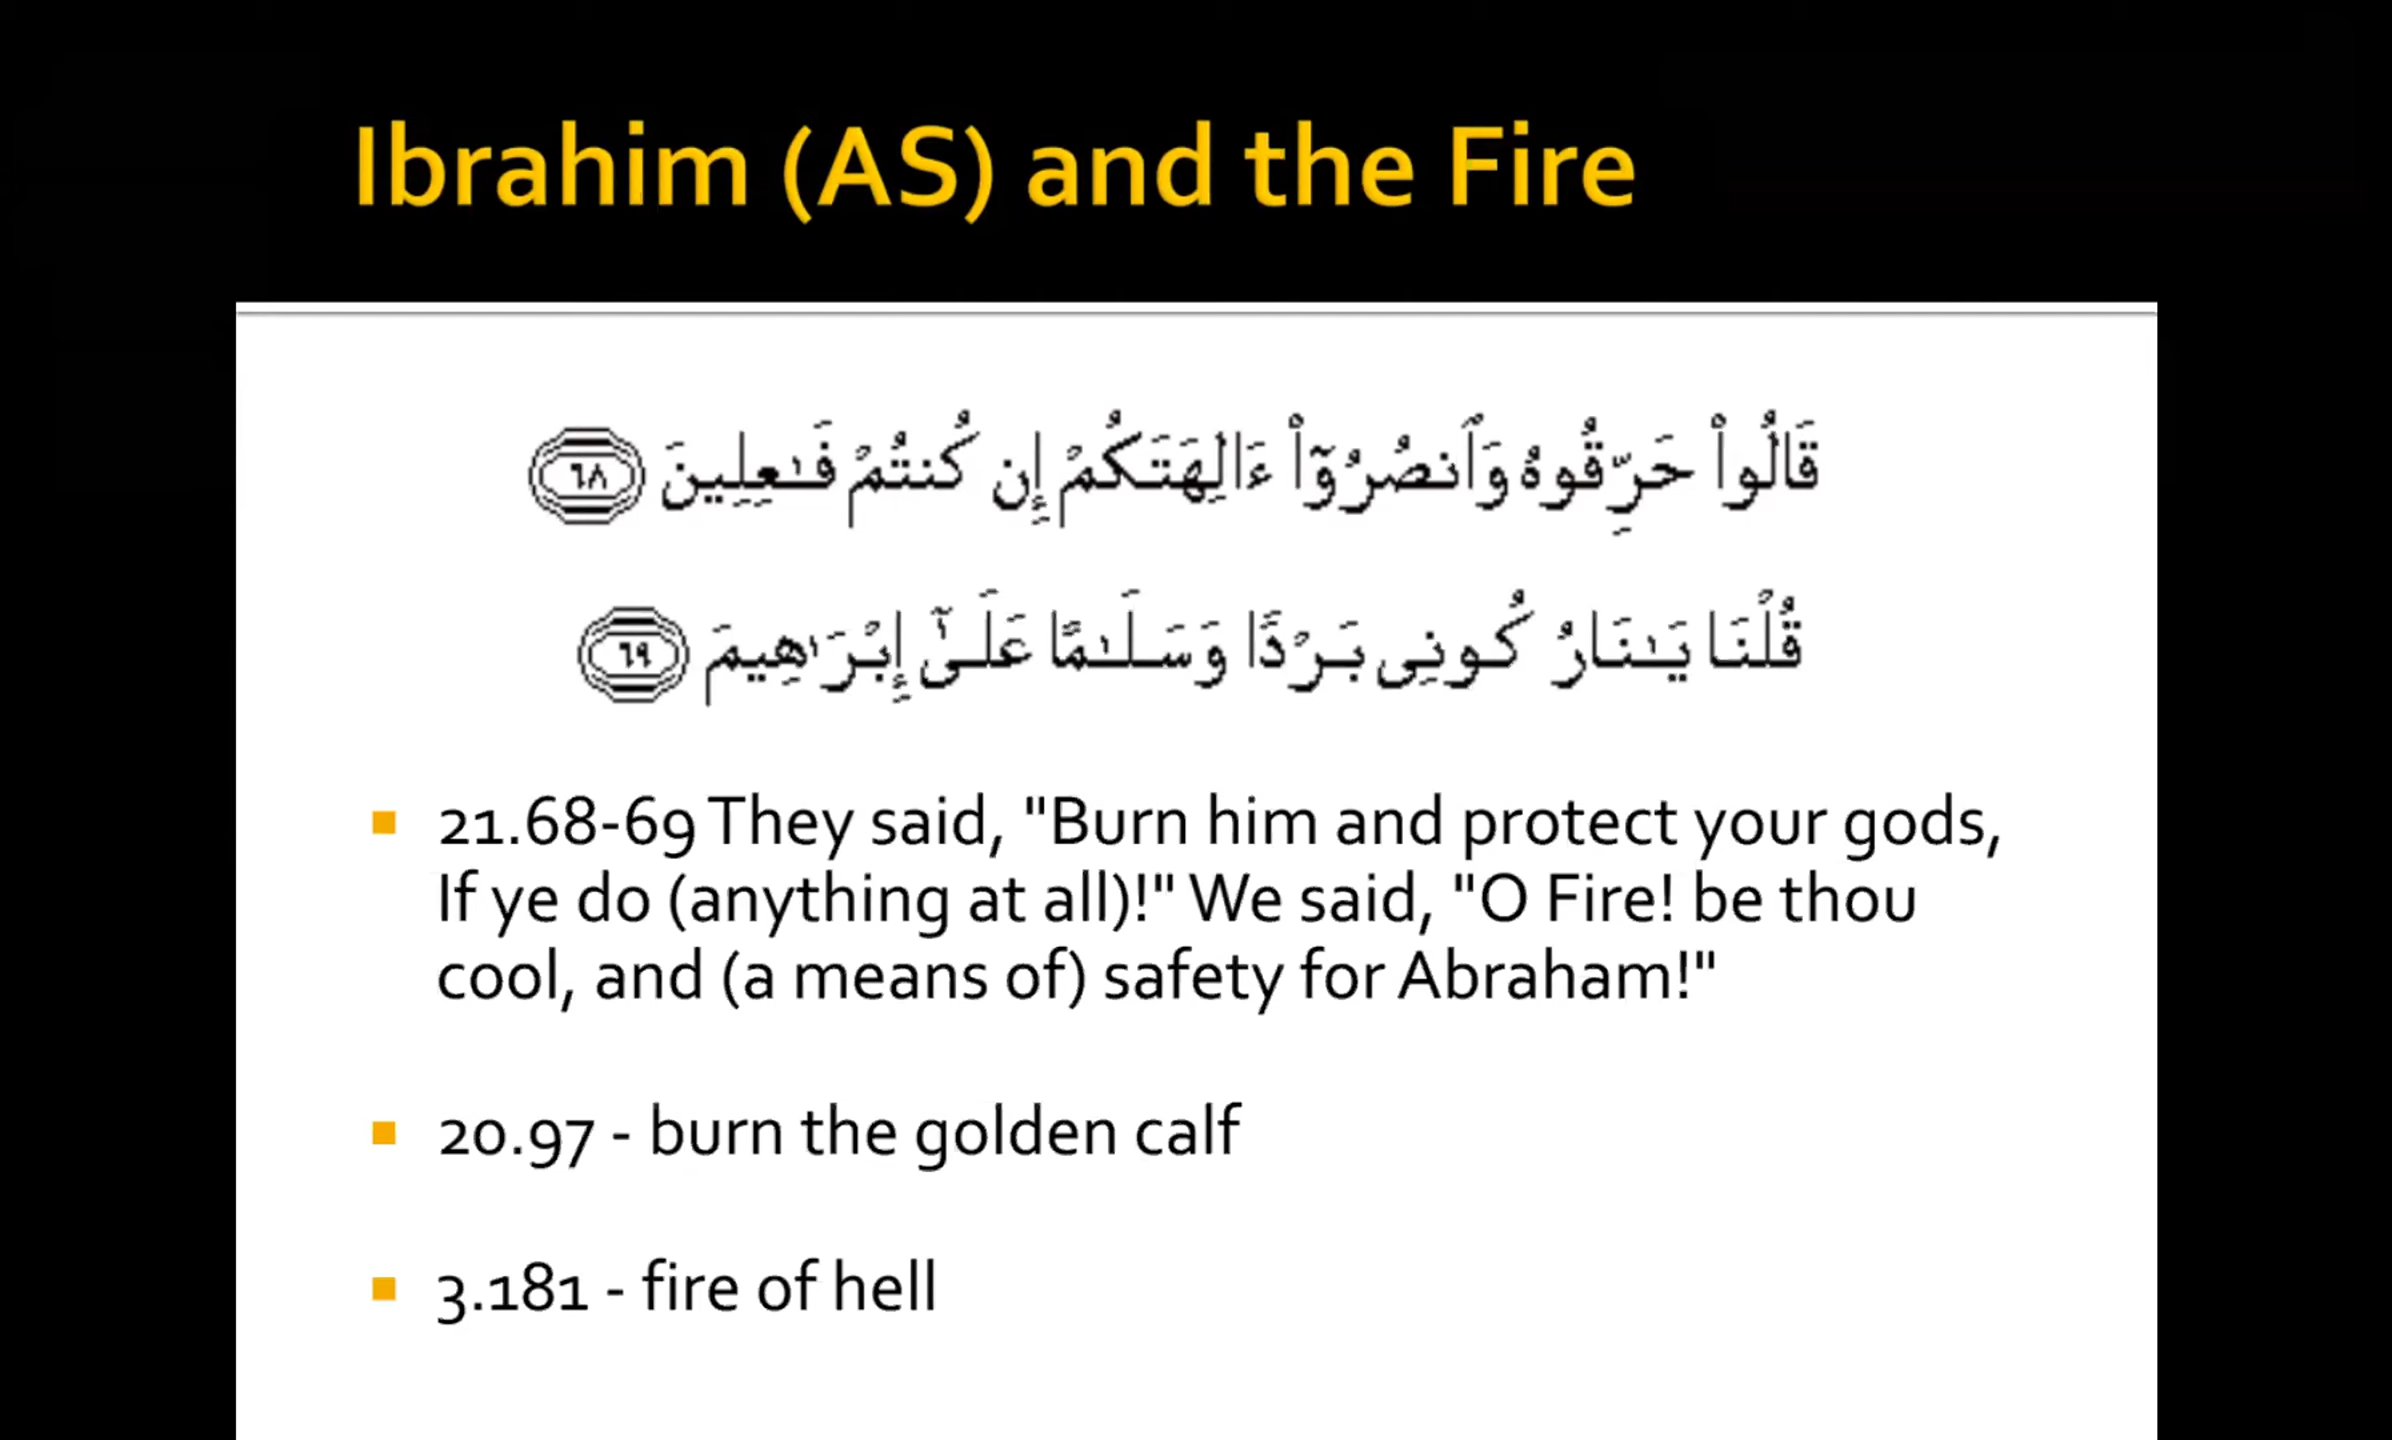 Ibrahim (AS) and the Fire
قَالُوا۟ حَرِّقُوهُ وَٱنصُرُوٓا۟ ءَالِهَتَكُمْ إِن كُنتُمْ فَـٰعِلِينَ ٦٨
قُلْنَا يَـٰنَارُ كُونِى بَرْدًا وَسَلَـٰمًا عَلَىٰٓ إِبْرَٰهِيمَ ٦٩
▪ 21.68-69 They said, "Burn him and protect your gods,
If ye do (anything at all)!" We said, "O Fire! be thou
cool, and (a means of) safety for Abraham!"
▪ 20.97 - burn the golden calf
▪ 3.181 - fire of hell